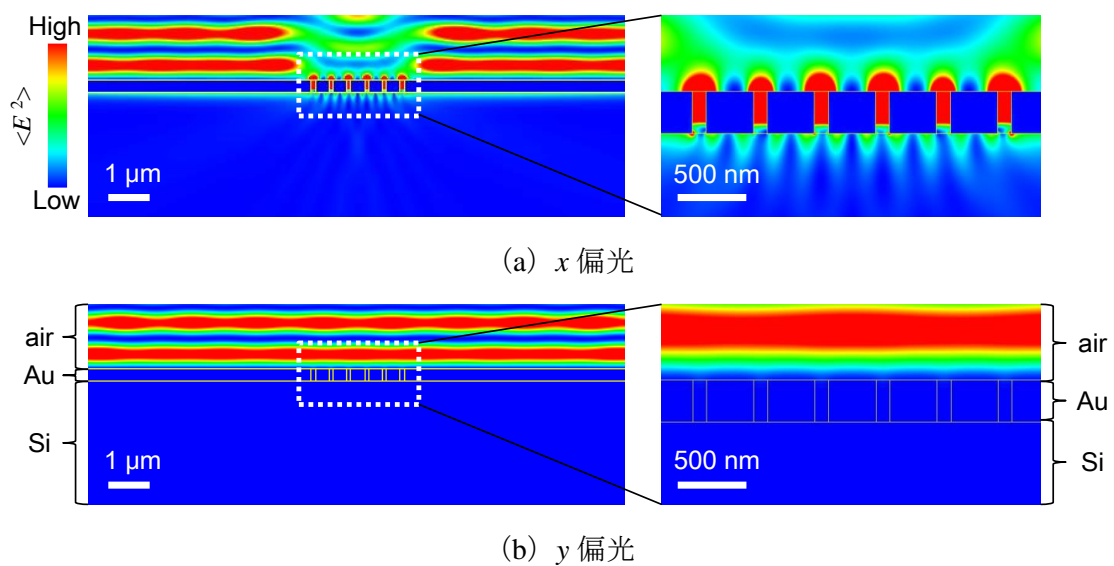 High
<E²>
Low
1 μm
500 nm
(a) x 偏光
air
Au
Si
1 μm
500 nm
air
Au
Si
(b) y 偏光